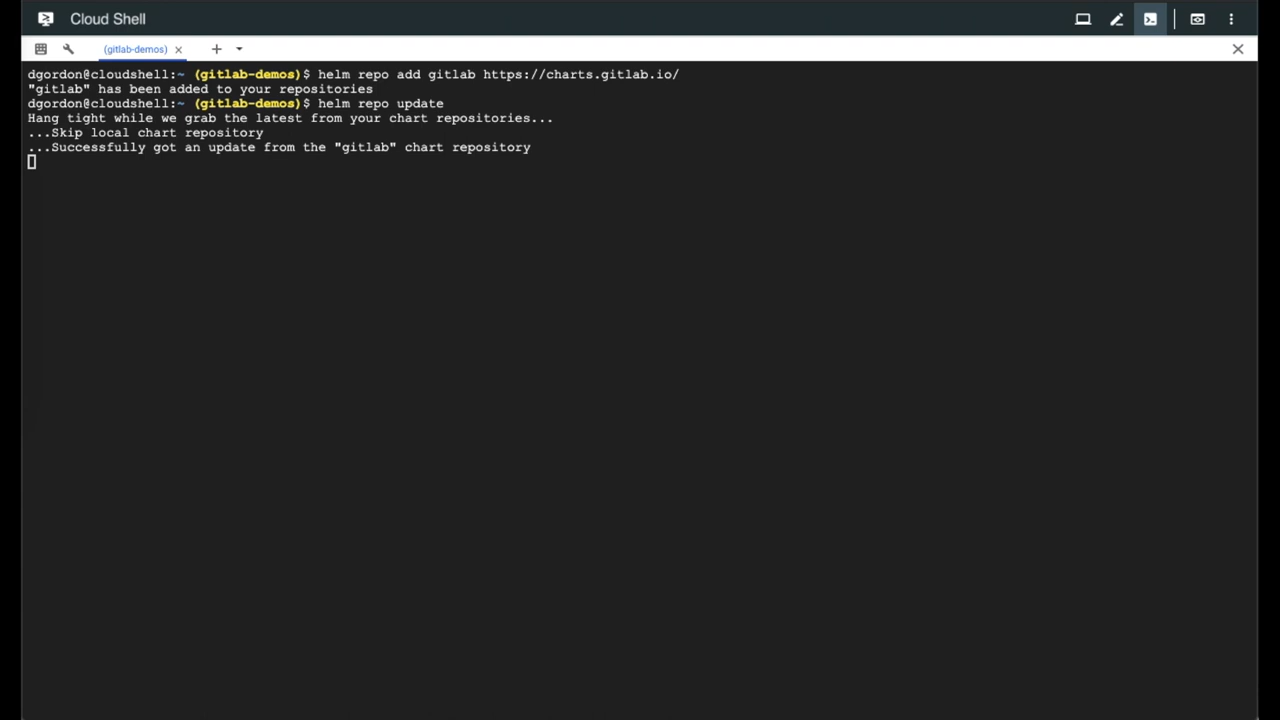 Cloud Shell
(gitlab-demos)
dgordon@cloudshell:~ (gitlab-demos)$ helm repo add gitlab https://charts.gitlab.io/
"gitlab" has been added to your repositories
dgordon@cloudshell:~ (gitlab-demos)$ helm repo update
Hang tight while we grab the latest from your chart repositories...
...Skip local chart repository
...Successfully got an update from the "gitlab" chart repository